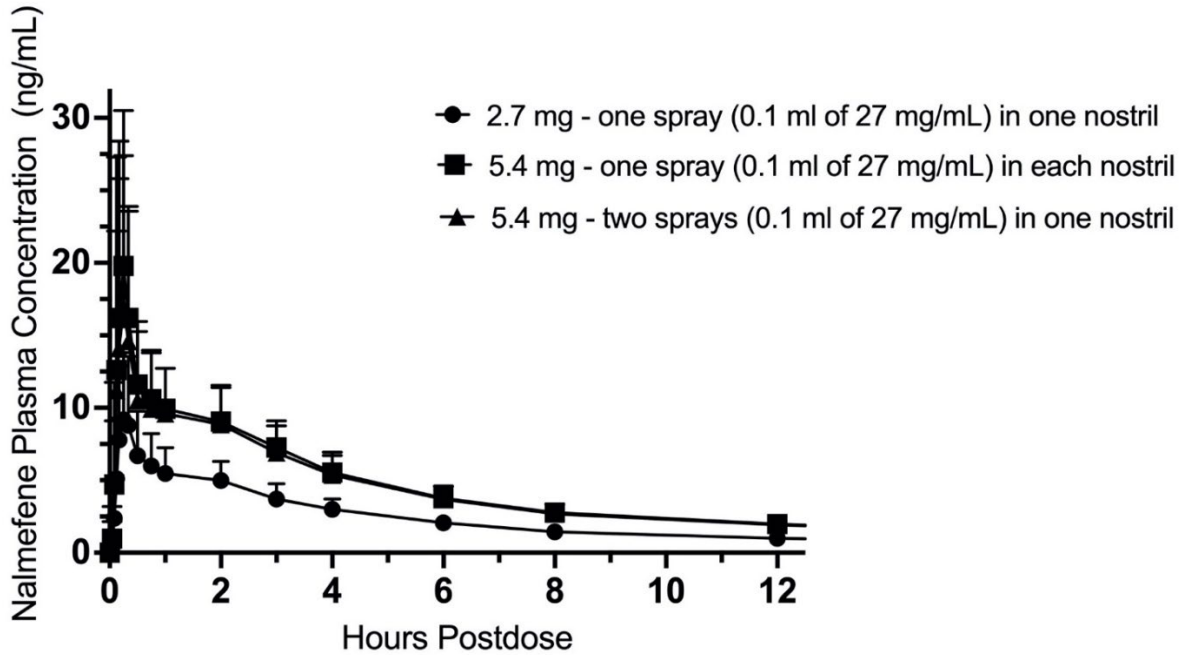 Nalmefene Plasma Concentration (ng/mL)
30
20
10
0
2.7 mg - one spray (0.1 ml of 27 mg/mL) in one nostril
5.4 mg - one spray (0.1 ml of 27 mg/mL) in each nostril
5.4 mg - two sprays (0.1 ml of 27 mg/mL) in one nostril
0 2 4 6 8 10 12
Hours Postdose